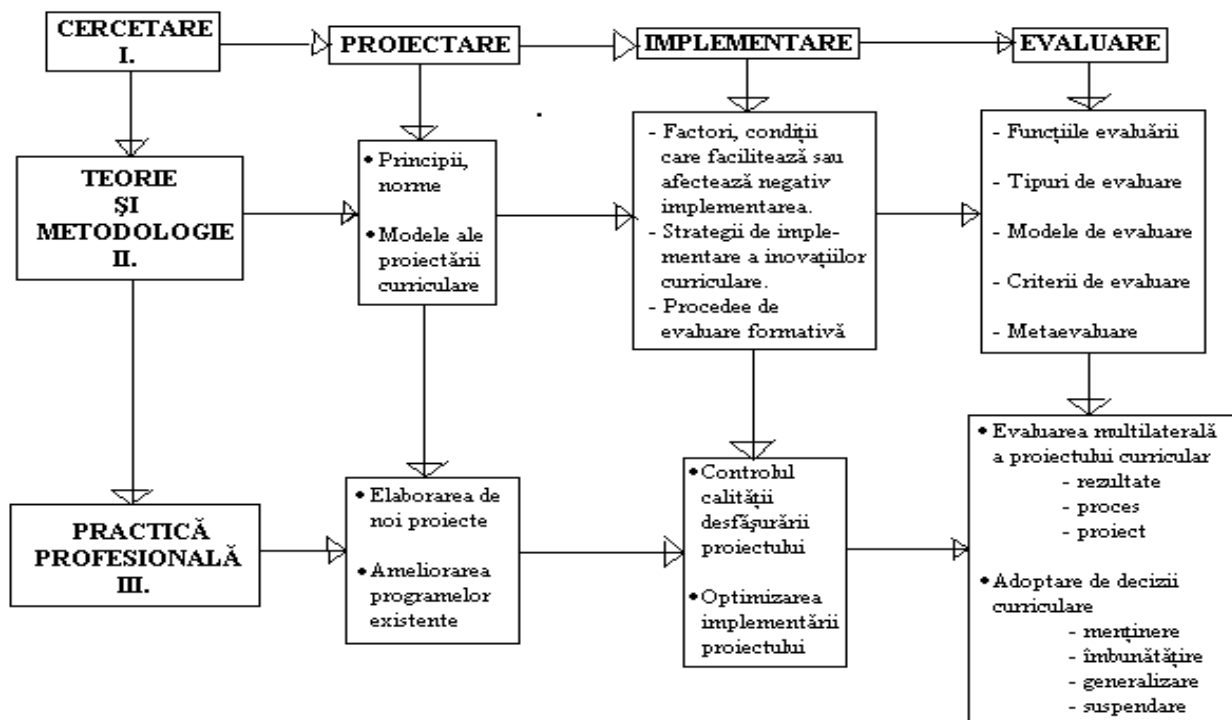 CERCETARE
I.
PROIECTARE
IMPLEMENTARE
EVALUARE
TEORIE
ŞI
METODOLOGIE
II.
• Principii,
norme
• Modele ale
proiectării
curriculare
- Factori, condiţii
care facilitează sau
afectează negativ
implementarea.
- Strategii de imple-
mentare a inovaţiilor
curriculare.
- Procedee de
evaluare formativă
- Funcţiile evaluării
- Tipuri de evaluare
- Modele de evaluare
- Criterii de evaluare
- Metaevaluare
PRACTICĂ
PROFESIONALĂ
III.
• Elaborarea de
noi proiecte
• Ameliorarea
programelor
existente
• Controlul
calităţii
desfăşurării
proiectului
• Optimizarea
implementării
proiectului
• Evaluarea multilaterală
a proiectului curricular
- rezultate
- proces
- proiect
• Adoptare de decizii
curriculare
- menţinere
- îmbunătăţire
- generalizare
- suspendare